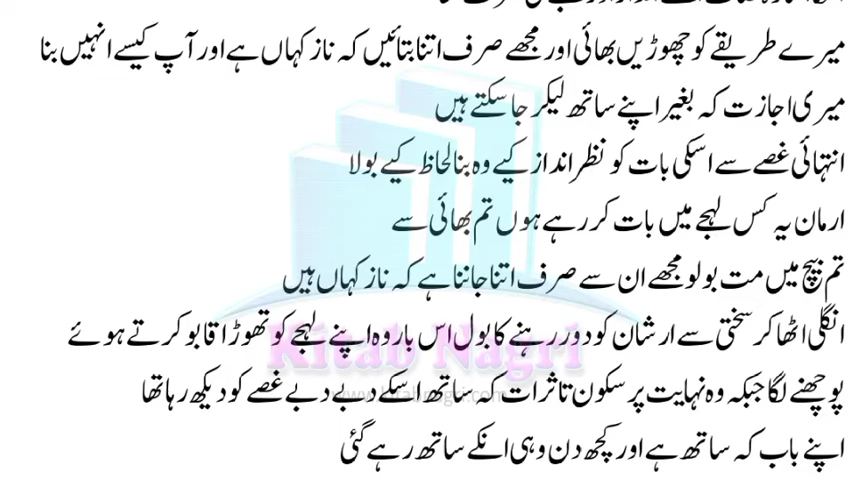 میرے طریقے کو چھوڑیں بھائی اور مجھے صرف اتنا بتائیں کہ ناز کہاں ہے اور آپ کیسے انہیں بنا
میری اجازت کہ بغیر اپنے ساتھ لیکر جا سکتے ہیں
انتہائی غصے سے اسکی بات کو نظر انداز کیے وہ بنا لحاظ کیے بولا
ارمان یہ کس لہجے میں بات کر رہے ہوں تم بھائی سے
تم بیچ میں مت بولو مجھے ان سے صرف اتنا جاننا ہے کہ ناز کہاں ہیں
انگلی اٹھا کر سختی سے ارشان کو دور رہنے کا بول اس بار وہ اپنے لہجے کو تھوڑا قابو کرتے ہوئے
Kitab Nagri
پوچھنے لگا جبکہ وہ نہایت پر سکون تاثرات کہ ساتھ اسکے دبے دبے غصے کو دیکھ رہا تھا
اپنے باپ کہ ساتھ ہے اور کچھ دن وہی انکے ساتھ رہے گئی